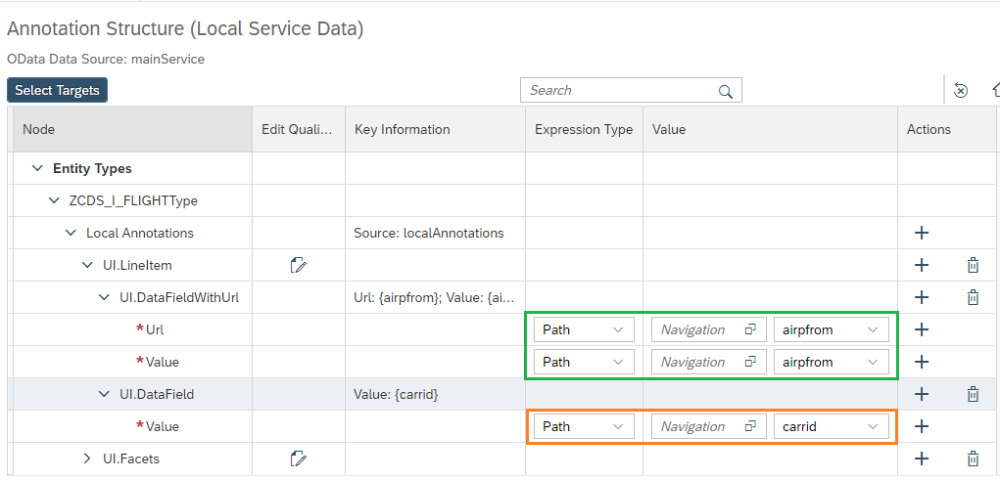 Annotation Structure (Local Service Data)
OData Data Source: mainService
Select Targets
Search
Node Edit Quali... Key Information Expression Type Value Actions
Entity Types
ZCDS_I_FLIGHTType
Local Annotations Source: localAnnotations
UI.LineItem
UI.DataFieldWithUrl Url: {airpfrom}; Value: {ai...
*Url Path Navigation airpfrom
*Value Path Navigation airpfrom
UI.DataField Value: {carrid}
*Value Path Navigation carrid
UI.Facets